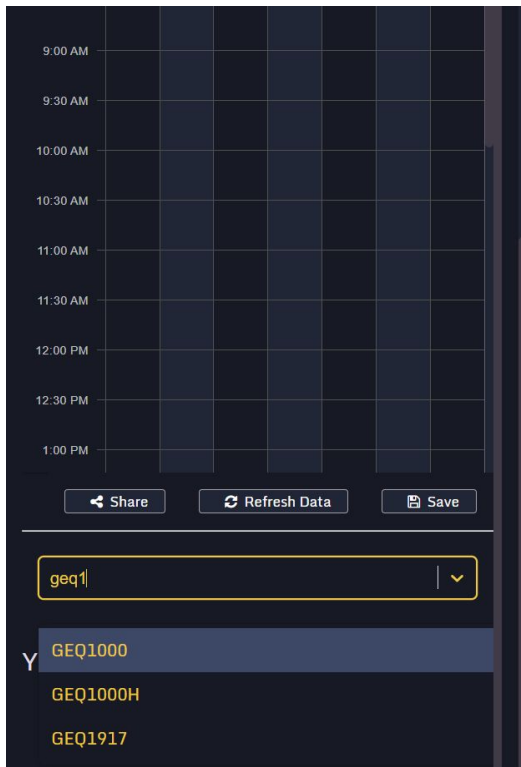 9:00 AM
9:30 AM
10:00 AM
10:30 AM
11:00 AM
11:30 AM
12:00 PM
12:30 PM
1:00 PM
Share Refresh Data Save
geq1
Y
GEQ1000
GEQ1000H
GEQ1917